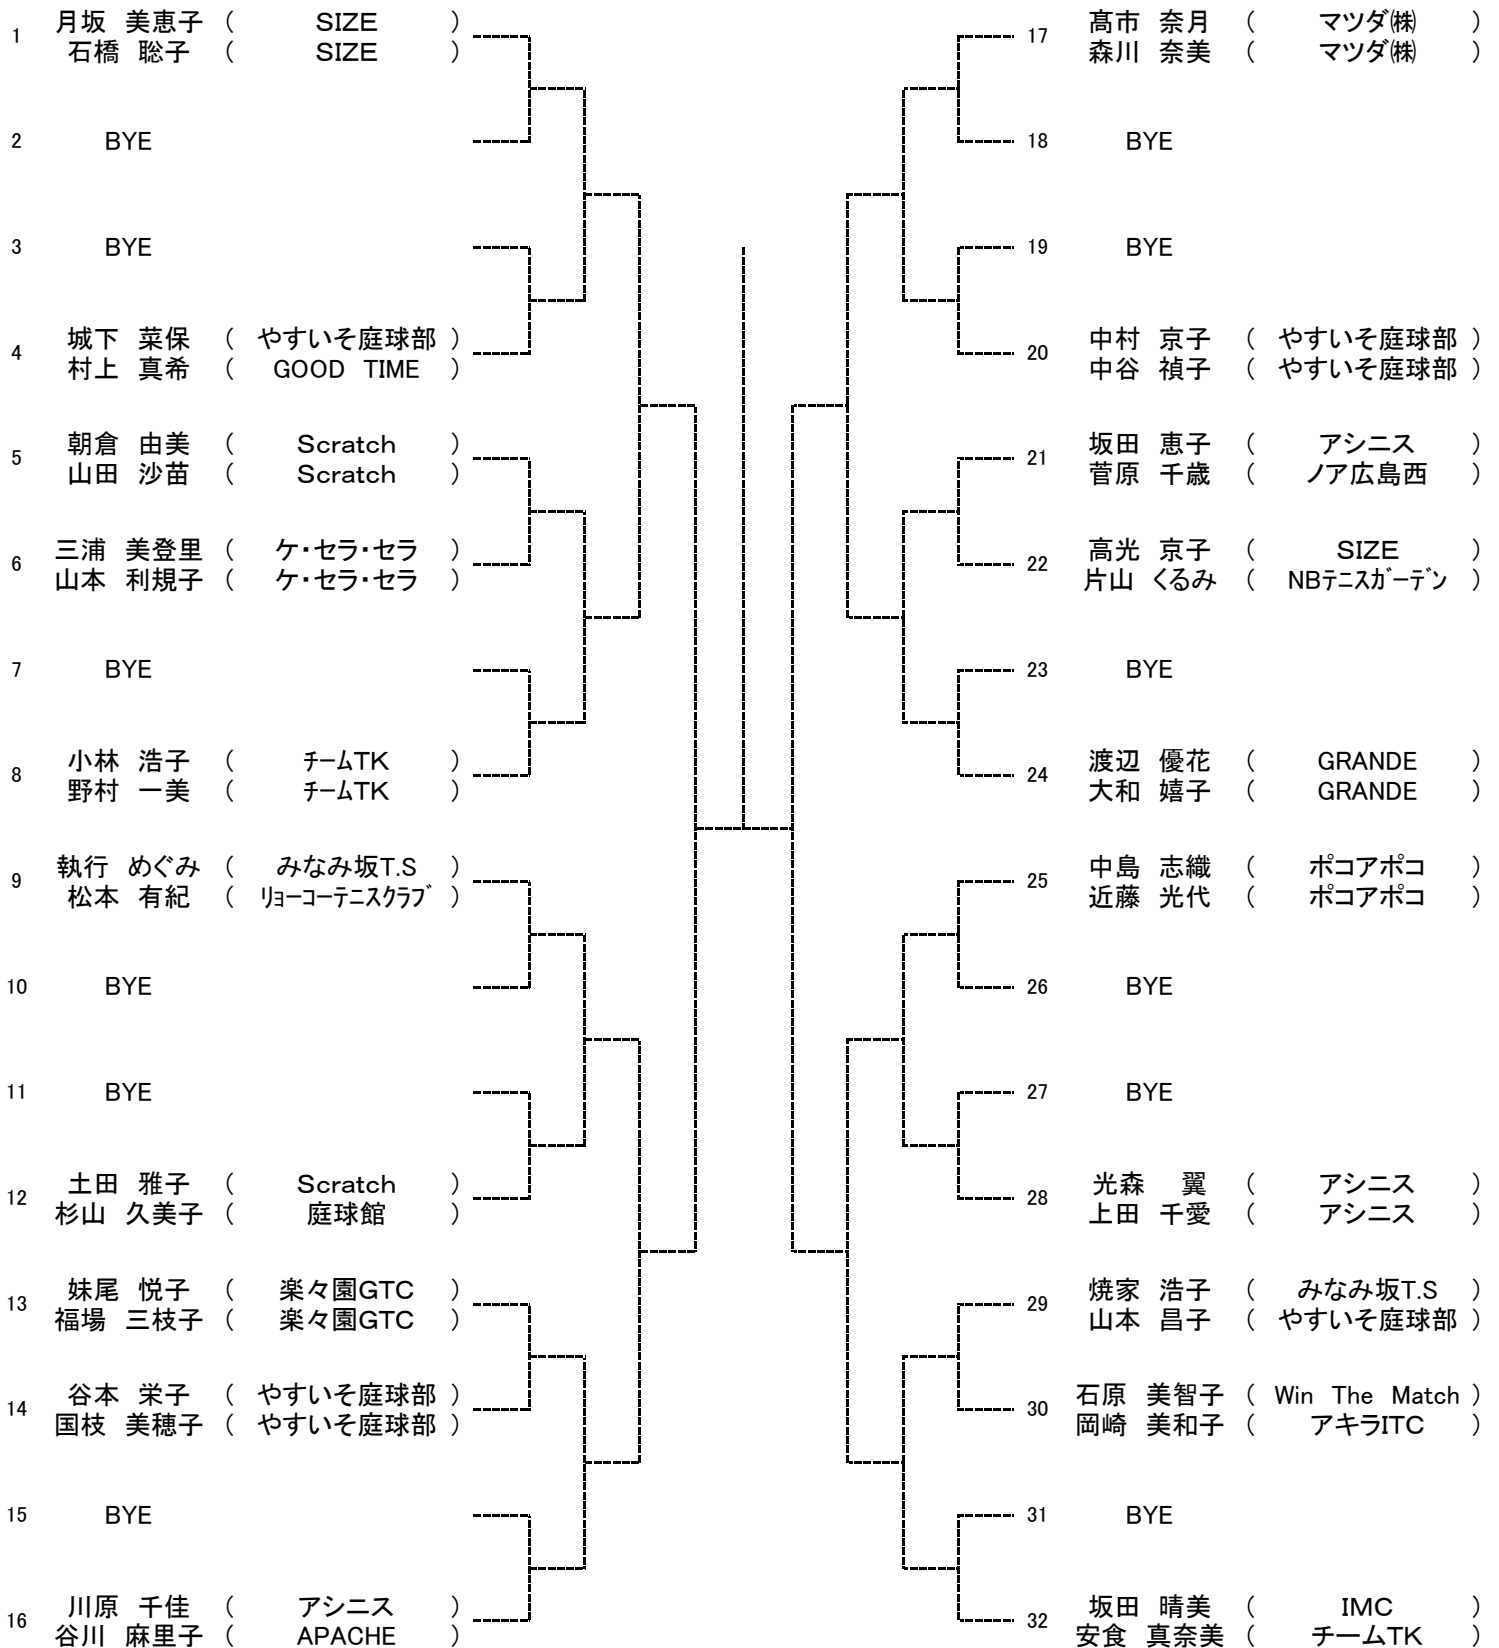 1 月坂 美恵子 ( SIZE )
石橋 聡子 ( SIZE )
2 BYE
3 BYE
4 城下 菜保 ( やすいそ庭球部 )
村上 真希 ( GOOD TIME )
5 朝倉 由美 ( Scratch )
山田 沙苗 ( Scratch )
6 三浦 美登里 ( ケ・セラ・セラ )
山本 利規子 ( ケ・セラ・セラ )
7 BYE
8 小林 浩子 ( ﾁｰﾑTK )
野村 一美 ( ﾁｰﾑTK )
9 執行 めぐみ ( みなみ坂T.S )
松本 有紀 ( ﾘｮｰｺｰﾃﾆｽｸﾗﾌﾞ )
10 BYE
11 BYE
12 土田 雅子 ( Scratch )
杉山 久美子 ( 庭球館 )
13 妹尾 悦子 ( 楽々園GTC )
福場 三枝子 ( 楽々園GTC )
14 谷本 栄子 ( やすいそ庭球部 )
国枝 美穂子 ( やすいそ庭球部 )
15 BYE
16 川原 千佳 ( アシニス )
谷川 麻里子 ( APACHE )
17 髙市 奈月 ( マツダ㈱ )
森川 奈美 ( マツダ㈱ )
18 BYE
19 BYE
20 中村 京子 ( やすいそ庭球部 )
中谷 禎子 ( やすいそ庭球部 )
21 坂田 恵子 ( アシニス )
菅原 千歳 ( ノア広島西 )
22 高光 京子 ( SIZE )
片山 くるみ ( NBﾃﾆｽｶﾞｰﾃﾞﾝ )
23 BYE
24 渡辺 優花 ( GRANDE )
大和 嬉子 ( GRANDE )
25 中島 志織 ( ポコアポコ )
近藤 光代 ( ポコアポコ )
26 BYE
27 BYE
28 光森 翼 ( アシニス )
上田 千愛 ( アシニス )
29 焼家 浩子 ( みなみ坂T.S )
山本 昌子 ( やすいそ庭球部 )
30 石原 美智子 ( Win The Match )
岡崎 美和子 ( アキラITC )
31 BYE
32 坂田 晴美 ( IMC )
安食 真奈美 ( チームTK )